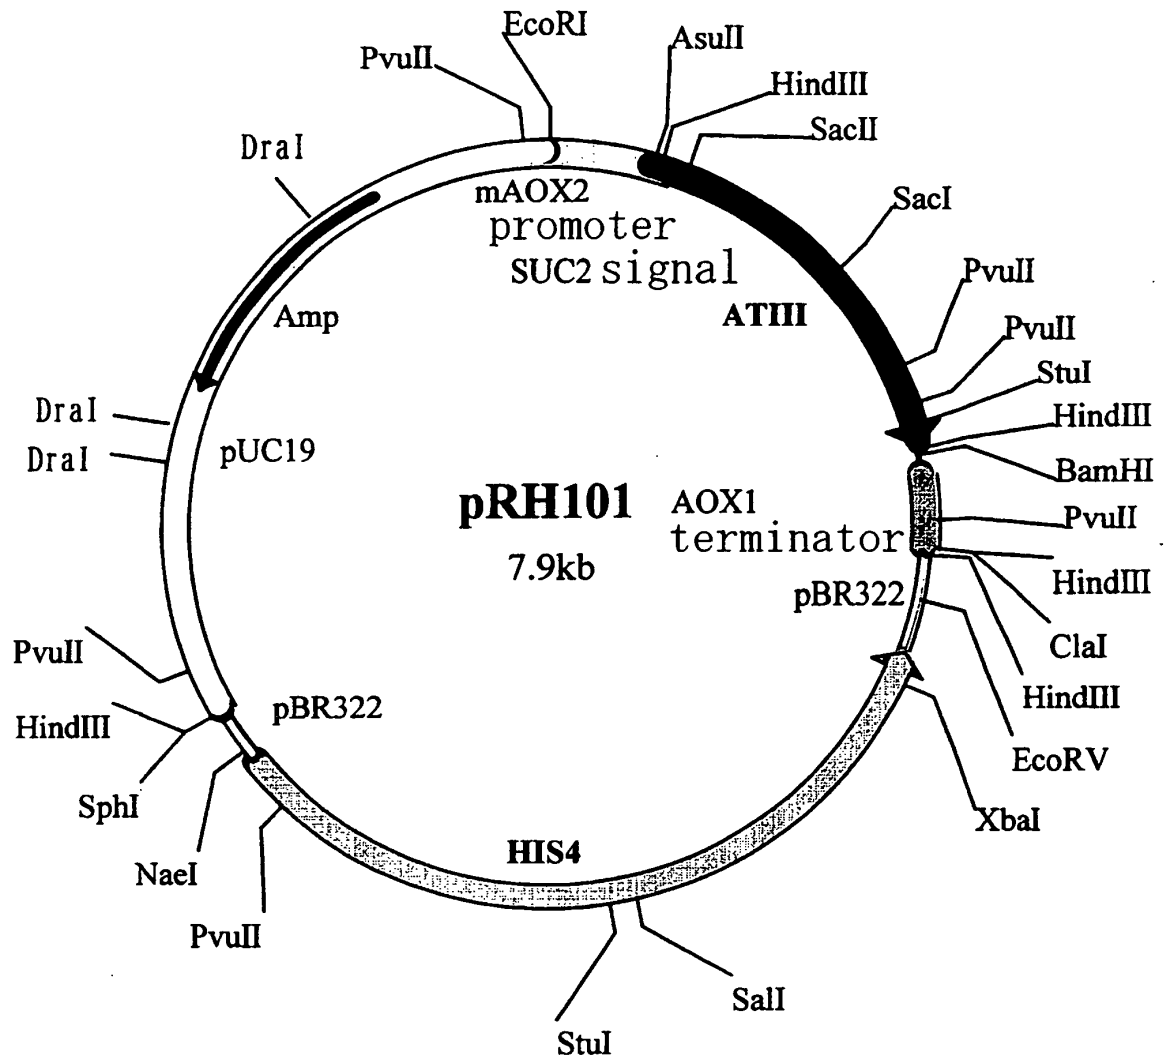 EcoRI
PvuII
AsuII
HindIII
SacII
DraI
mAOX2
promoter
SUC2 signal
SacI
ATIII
PvuII
PvuII
StuI
HindIII
BamHI
PvuII
HindIII
ClaI
HindIII
EcoRV
XbaI
Amp
DraI
DraI
pUC19
pRH101
7.9kb
AOX1
terminator
pBR322
PvuII
HindIII
pBR322
SphI
NaeI
PvuII
HIS4
SalI
StuI